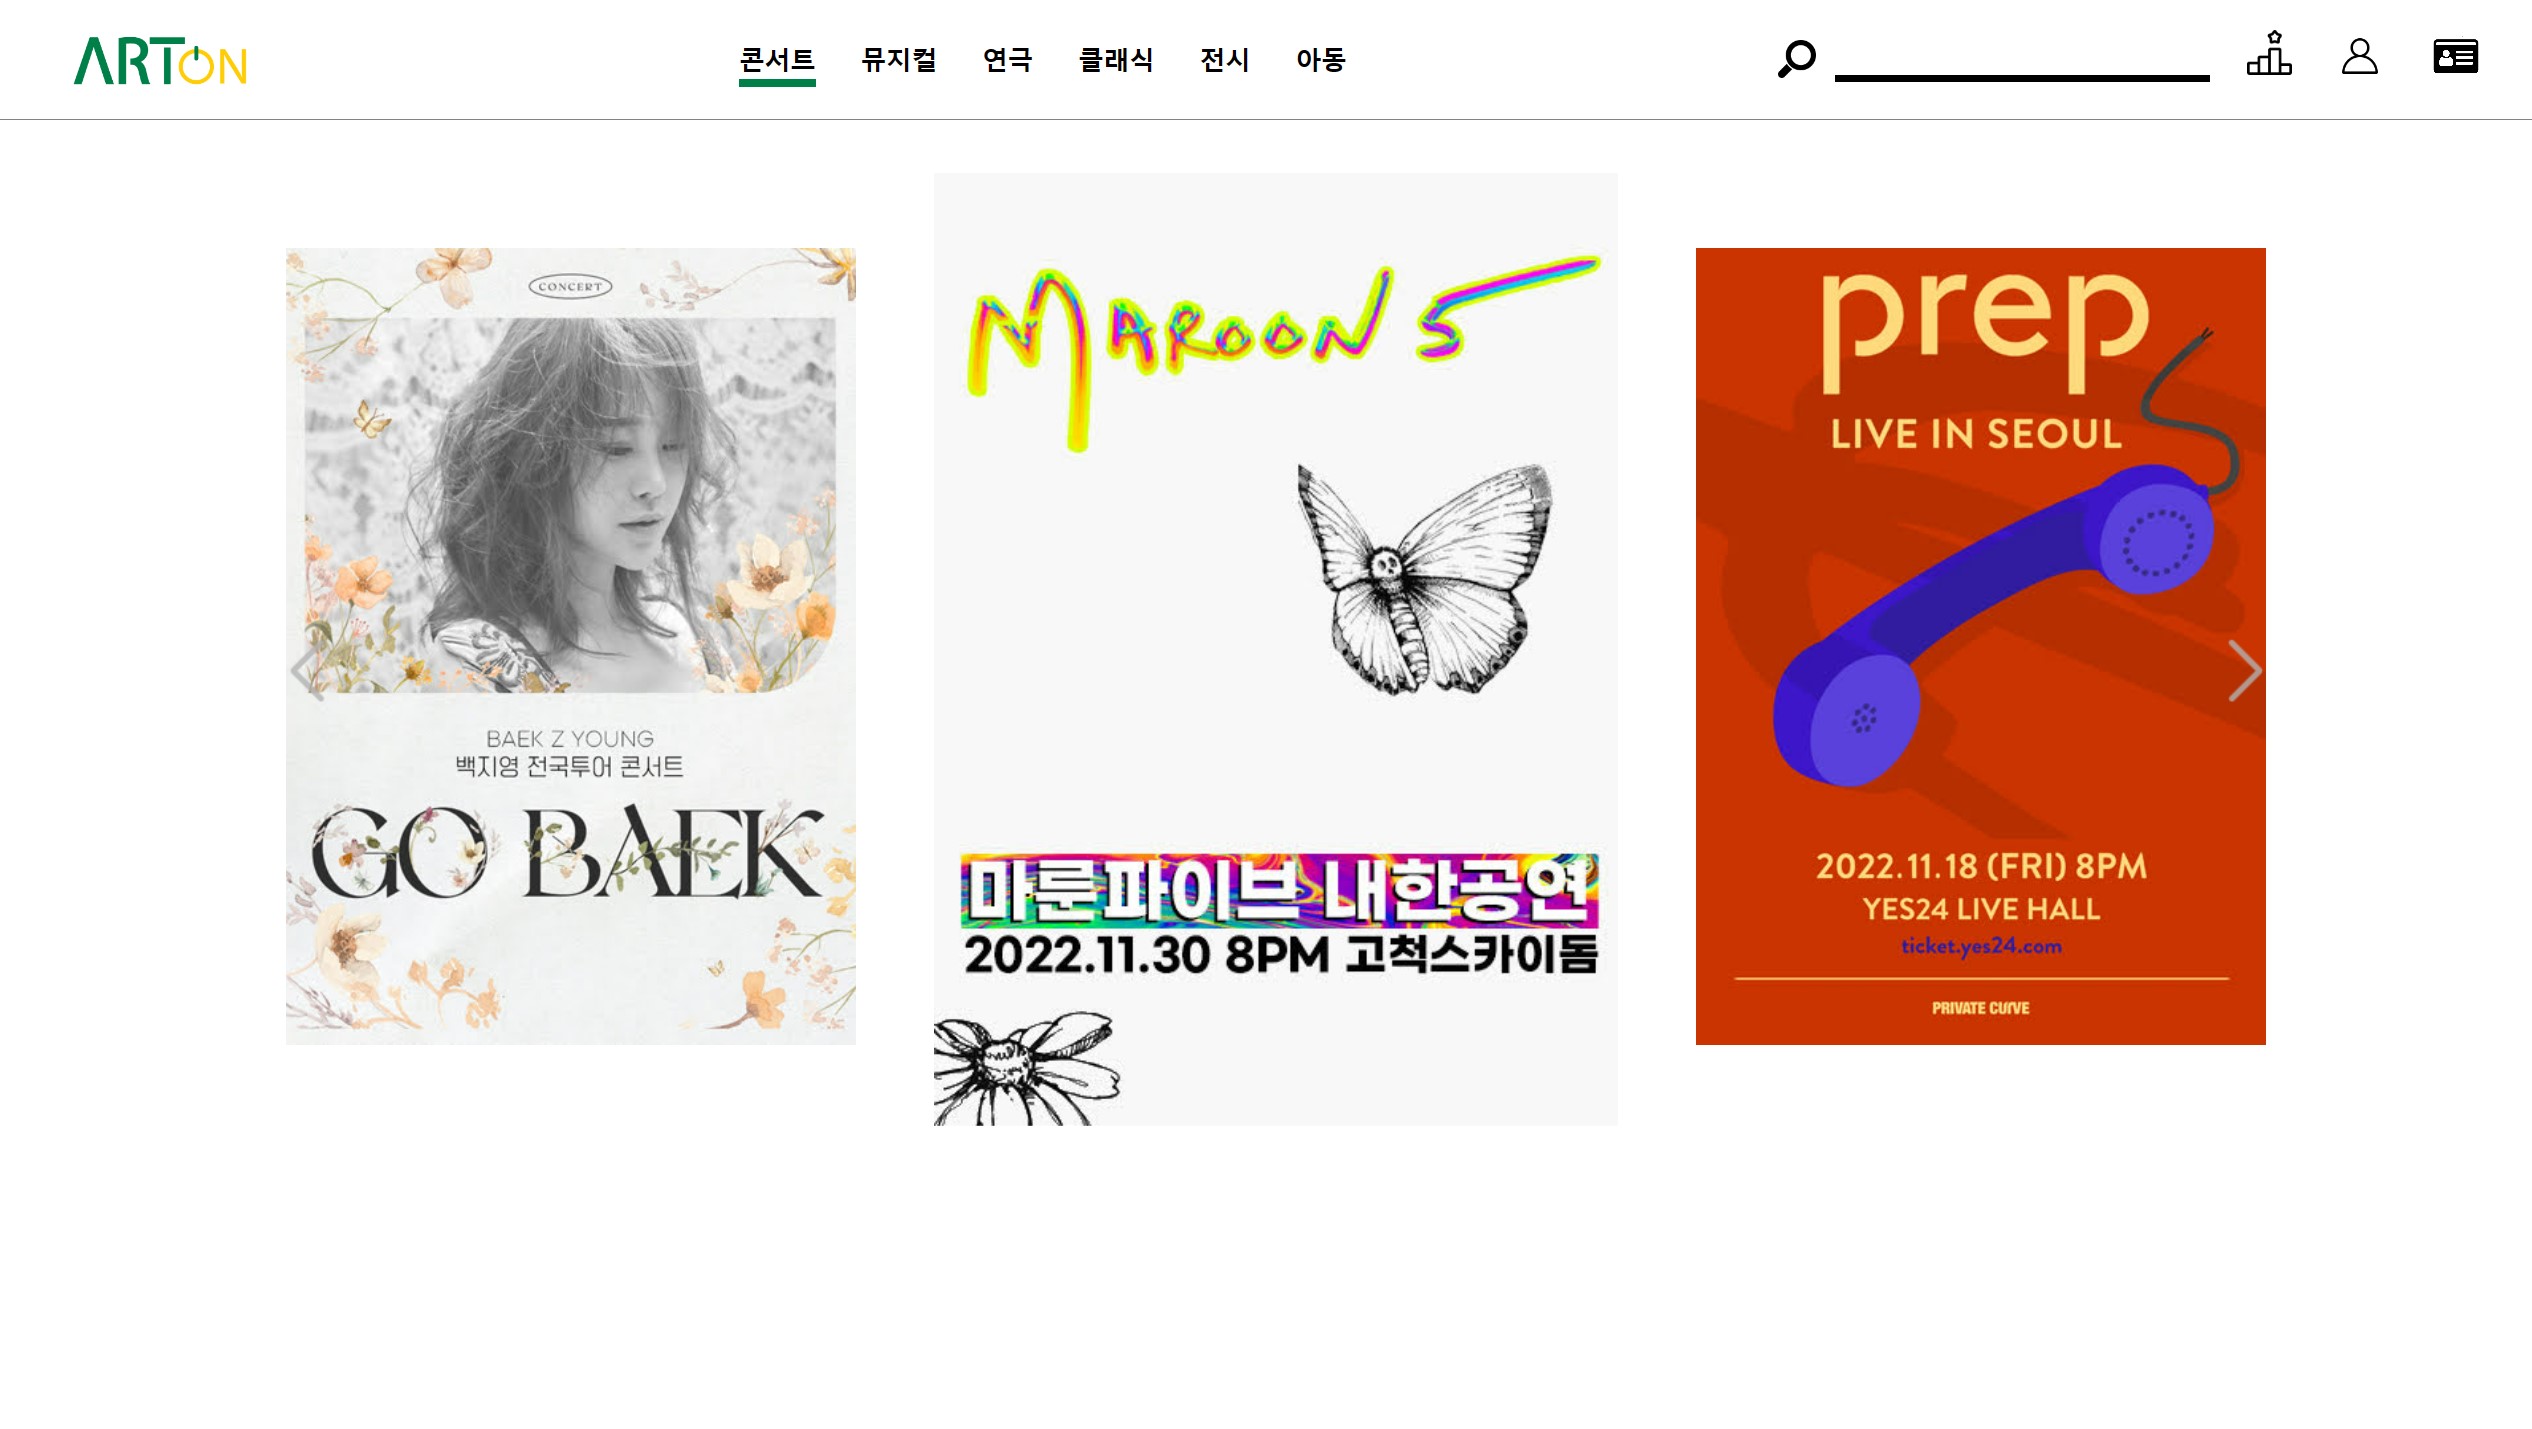 ARTON
콘서트 뮤지컬 연극 클래식 전시 아동
CONCERT
BAEK Z YOUNG
백지영 전국투어 콘서트
GO BAEK
MAROON 5
마룬파이브 내한공연
2022.11.30 8PM 고척스카이돔
prep
LIVE IN SEOUL
2022.11.18 (FRI) 8PM
YES24 LIVE HALL
ticket.yes24.com
PRIVATE CURVE